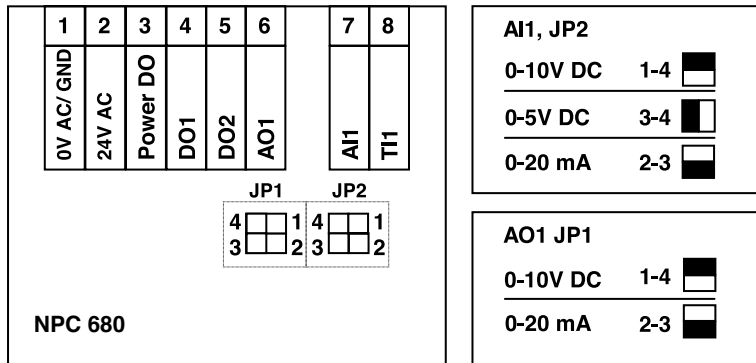 1 2 3 4 5 6 7 8
0V AC/ GND
24V AC
Power DO
DO1
DO2
AO1
AI1
TI1
JP1 JP2
4 1 4 1
3 2 3 2
NPC 680
AI1, JP2
0-10V DC 1-4
0-5V DC 3-4
0-20 mA 2-3
AO1 JP1
0-10V DC 1-4
0-20 mA 2-3